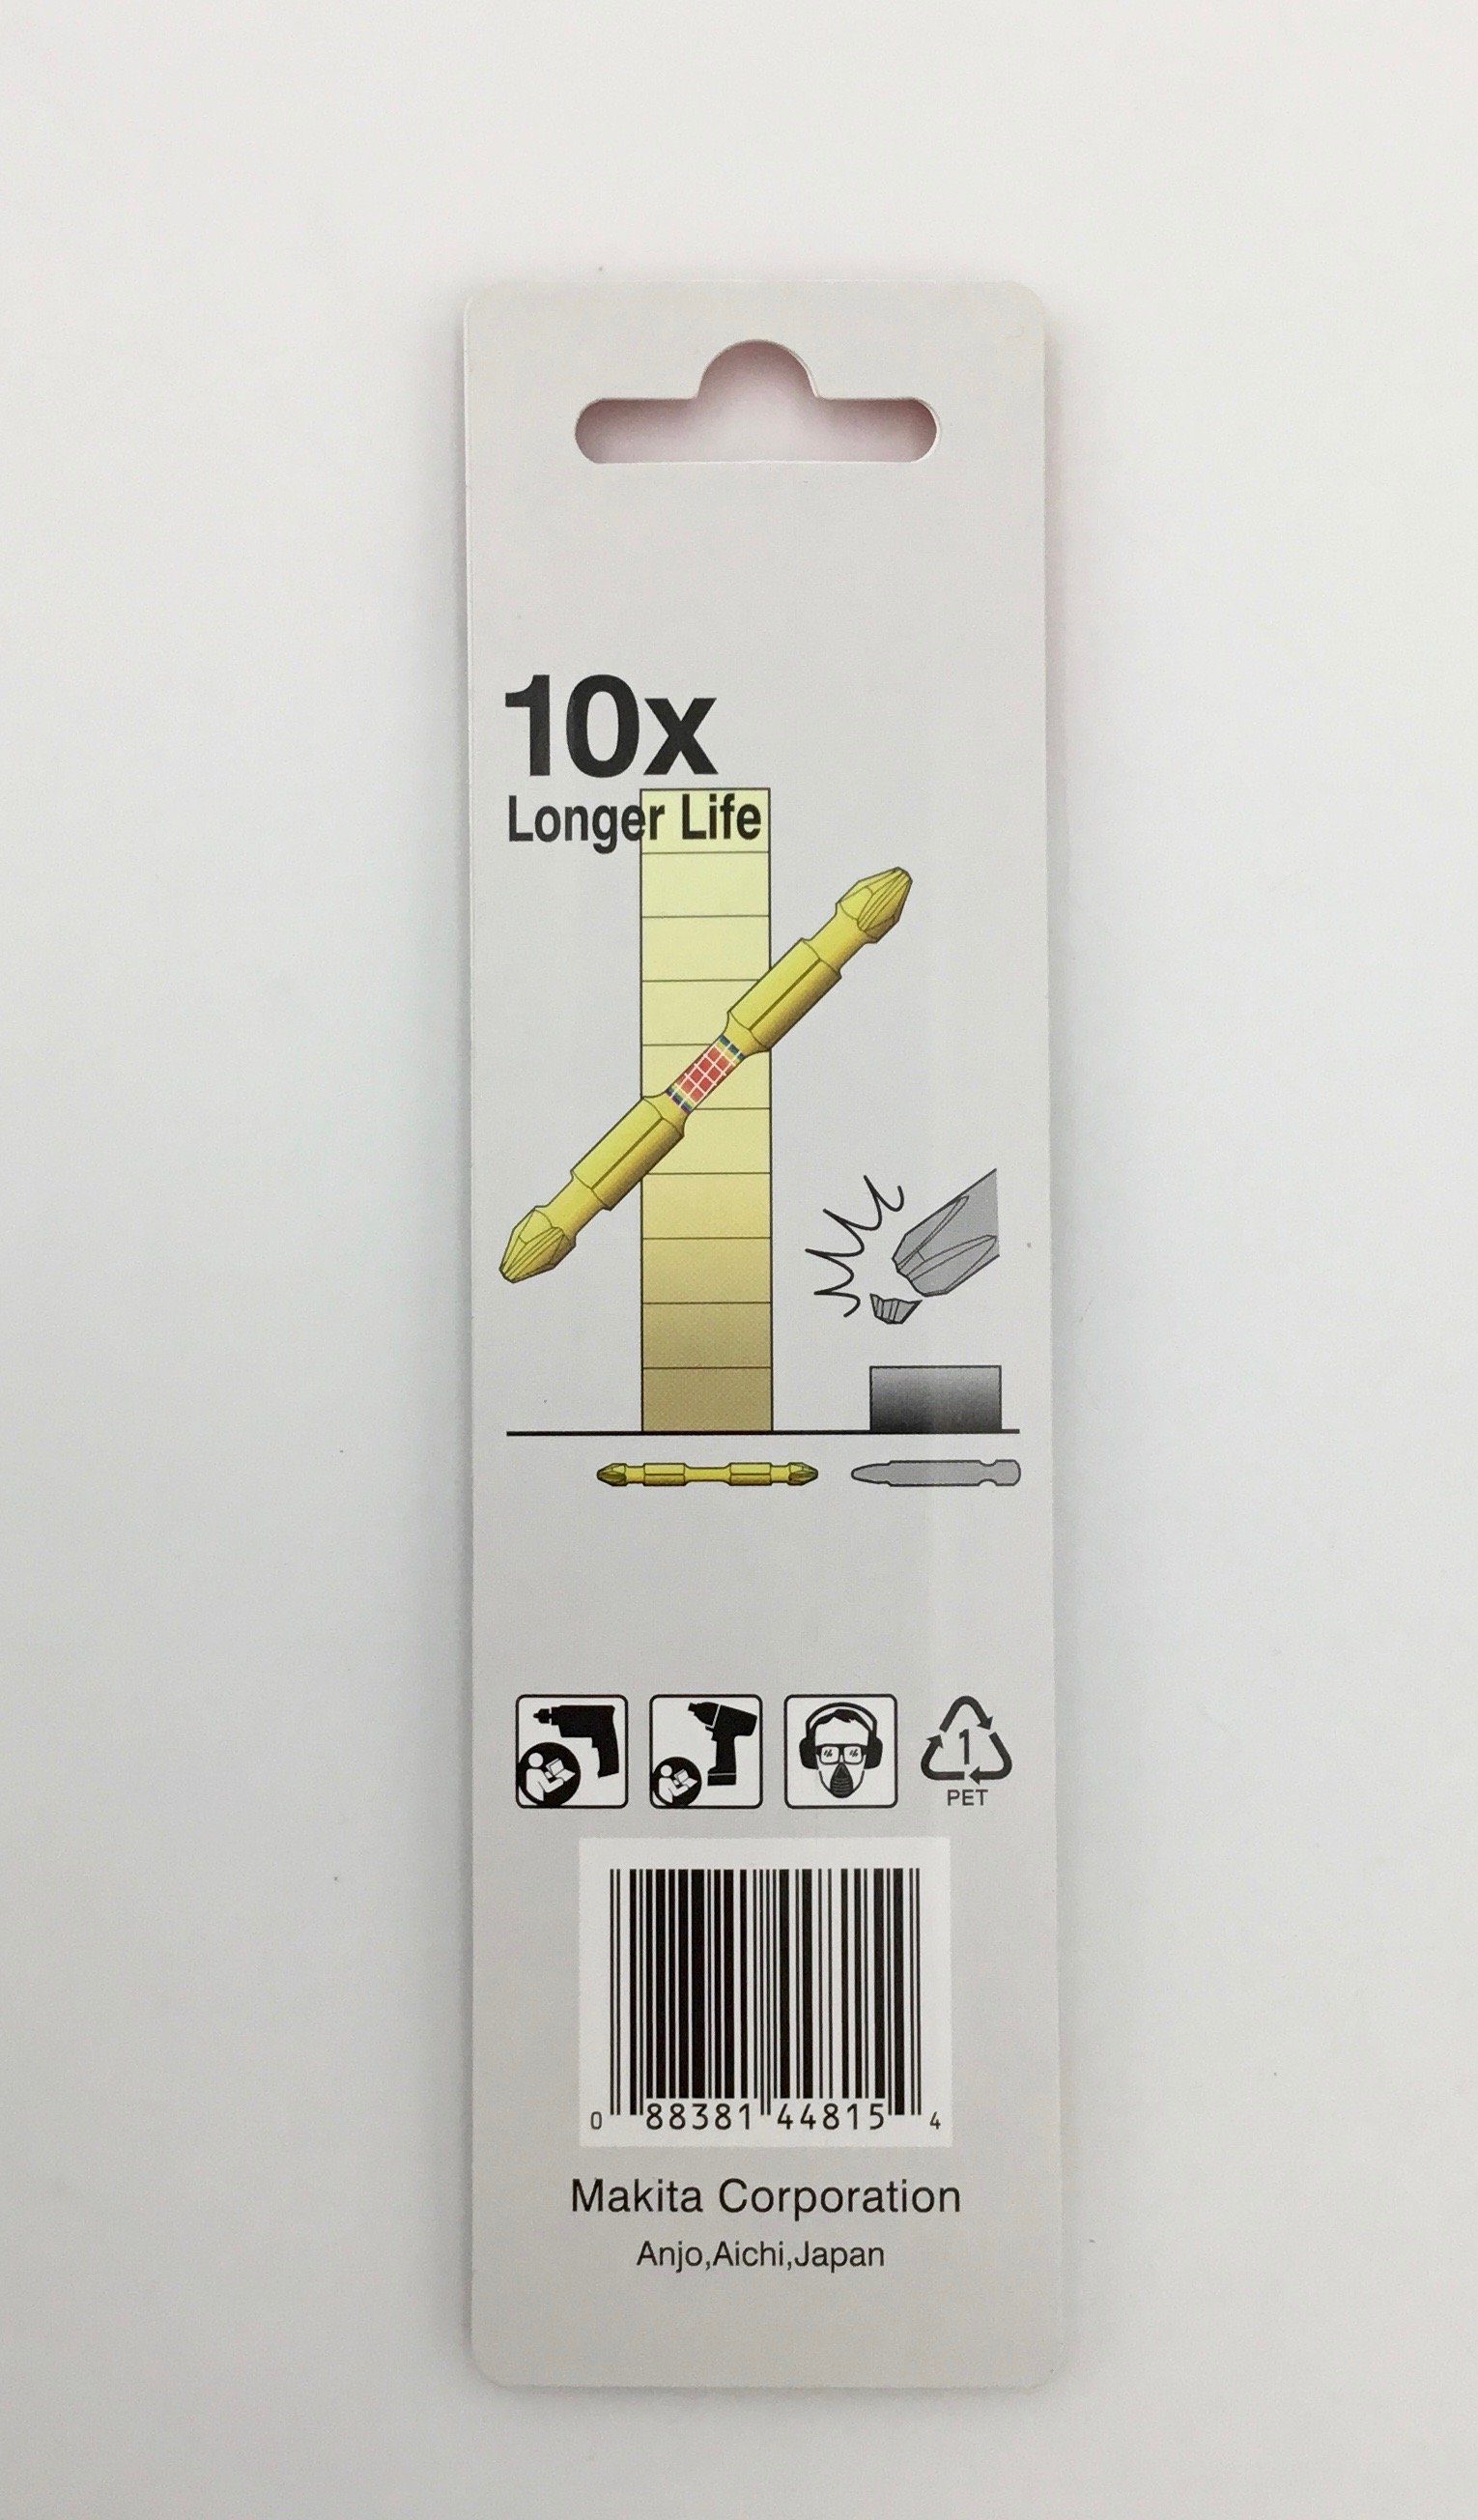 10x
Longer Life
1
PET
0 88381 44815 4
Makita Corporation
Anjo,Aichi,Japan